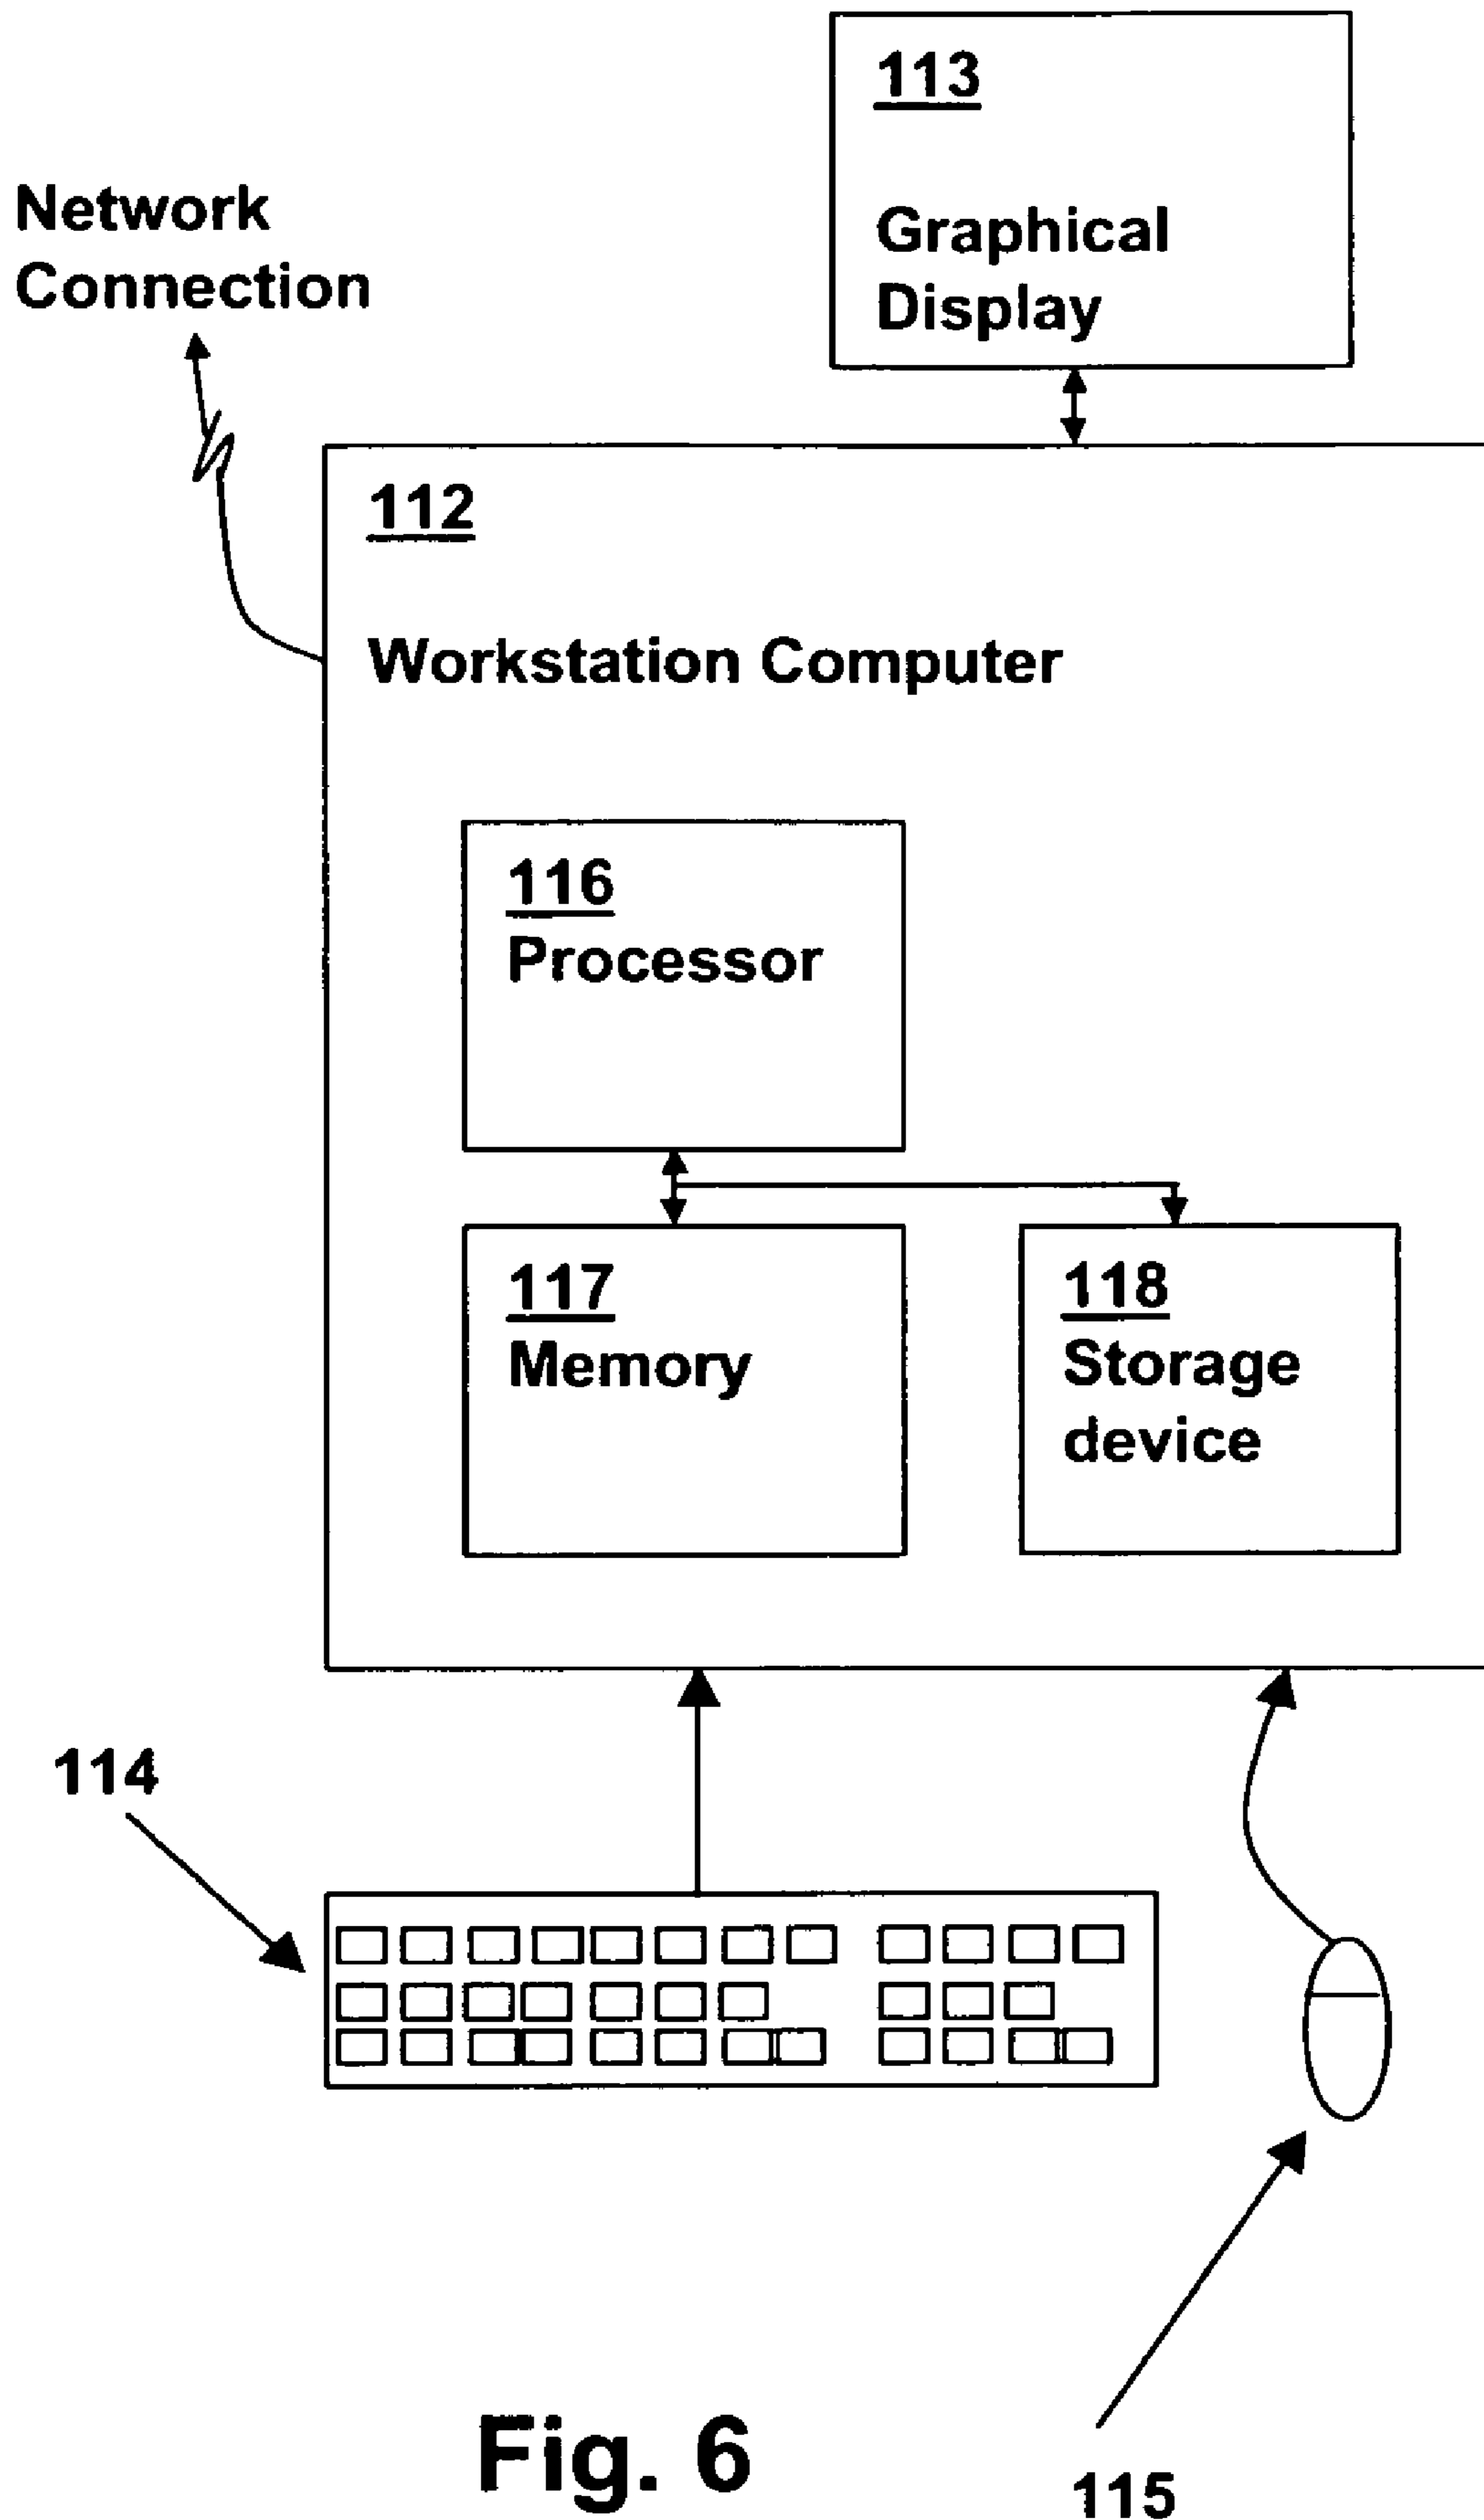 113
Graphical
Display
Network
Connection
112
Workstation Computer
116
Processor
117
Memory
118
Storage
device
114
Fig. 6
115